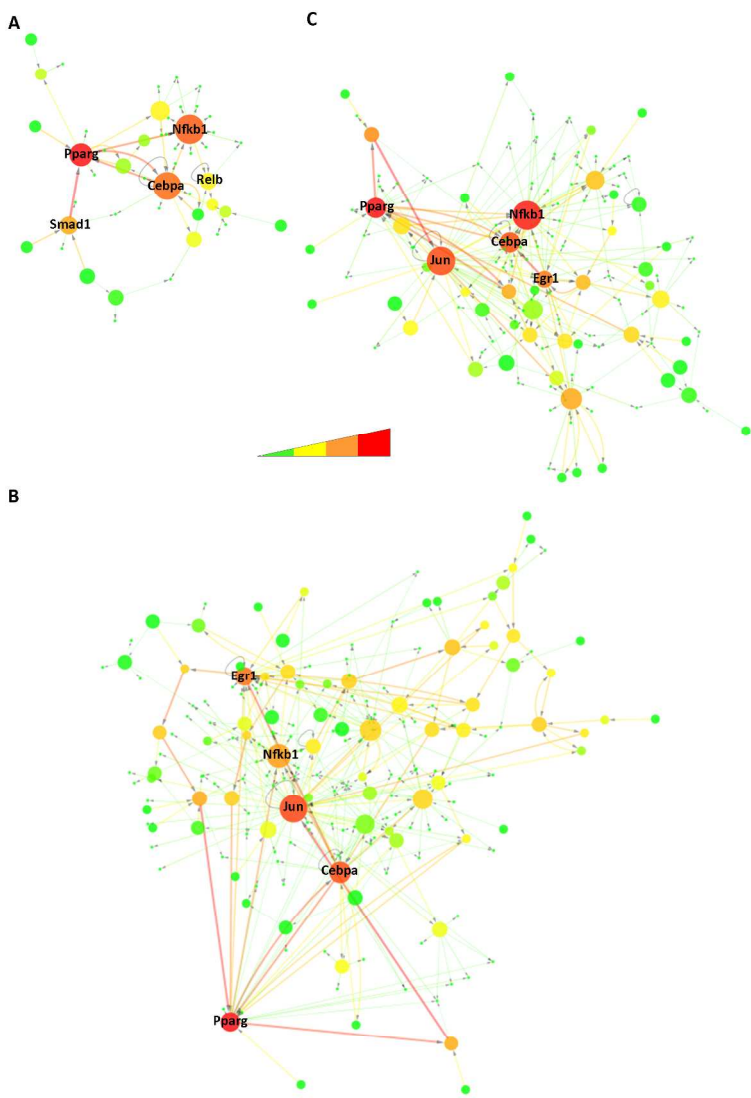 A
C
Nfkb1
Pparg
Relb
Cebpa
Smad1
Pparg
Nfkb1
Cebpa
Jun
Egr1
B
Egr1
Nfkb1
Jun
Cebpa
Pparg